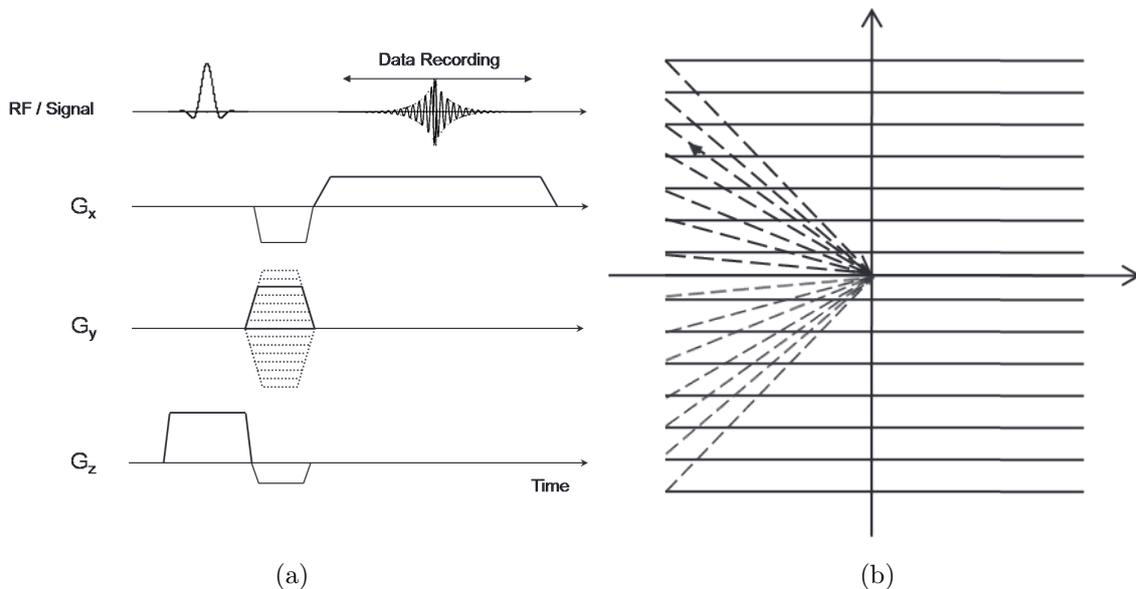 Data Recording
RF / Signal
Gx
Gy
Gz
Time
(a)
(b)